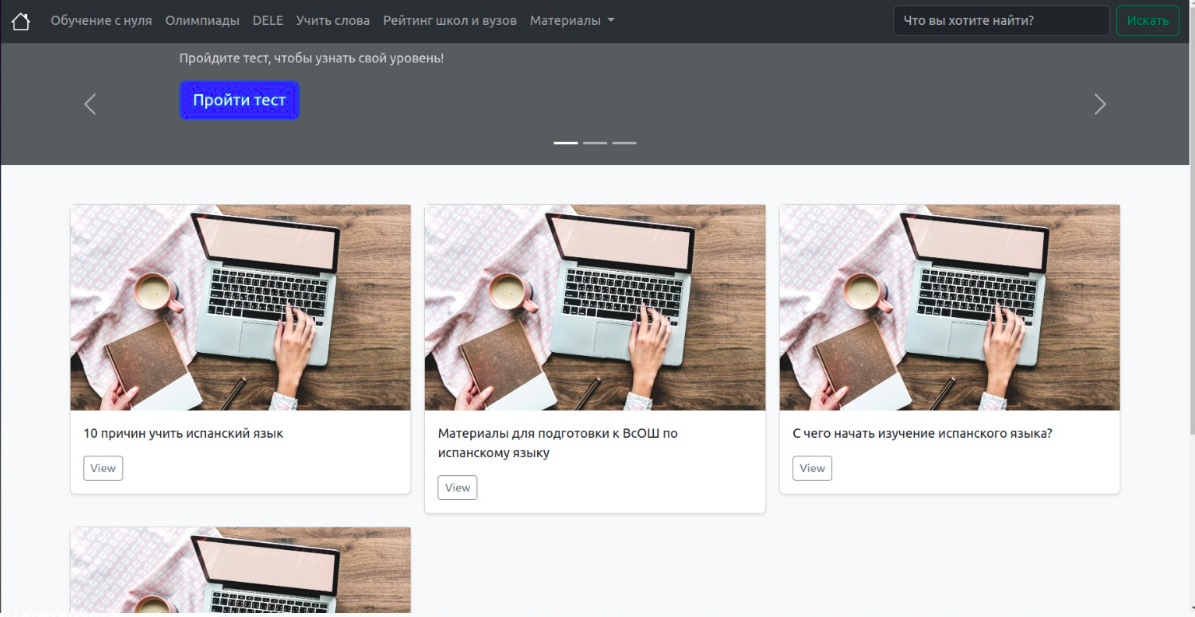 Обучение с нуля Олимпиады DELE Учить слова Рейтинг школ и вузов Материалы Что вы хотите найти? Искать
Пройдите тест, чтобы узнать свой уровень!
Пройти тест
10 причин учить испанский язык
View
Материалы для подготовки к ВсОШ по
испанскому языку
View
С чего начать изучение испанского языка?
View